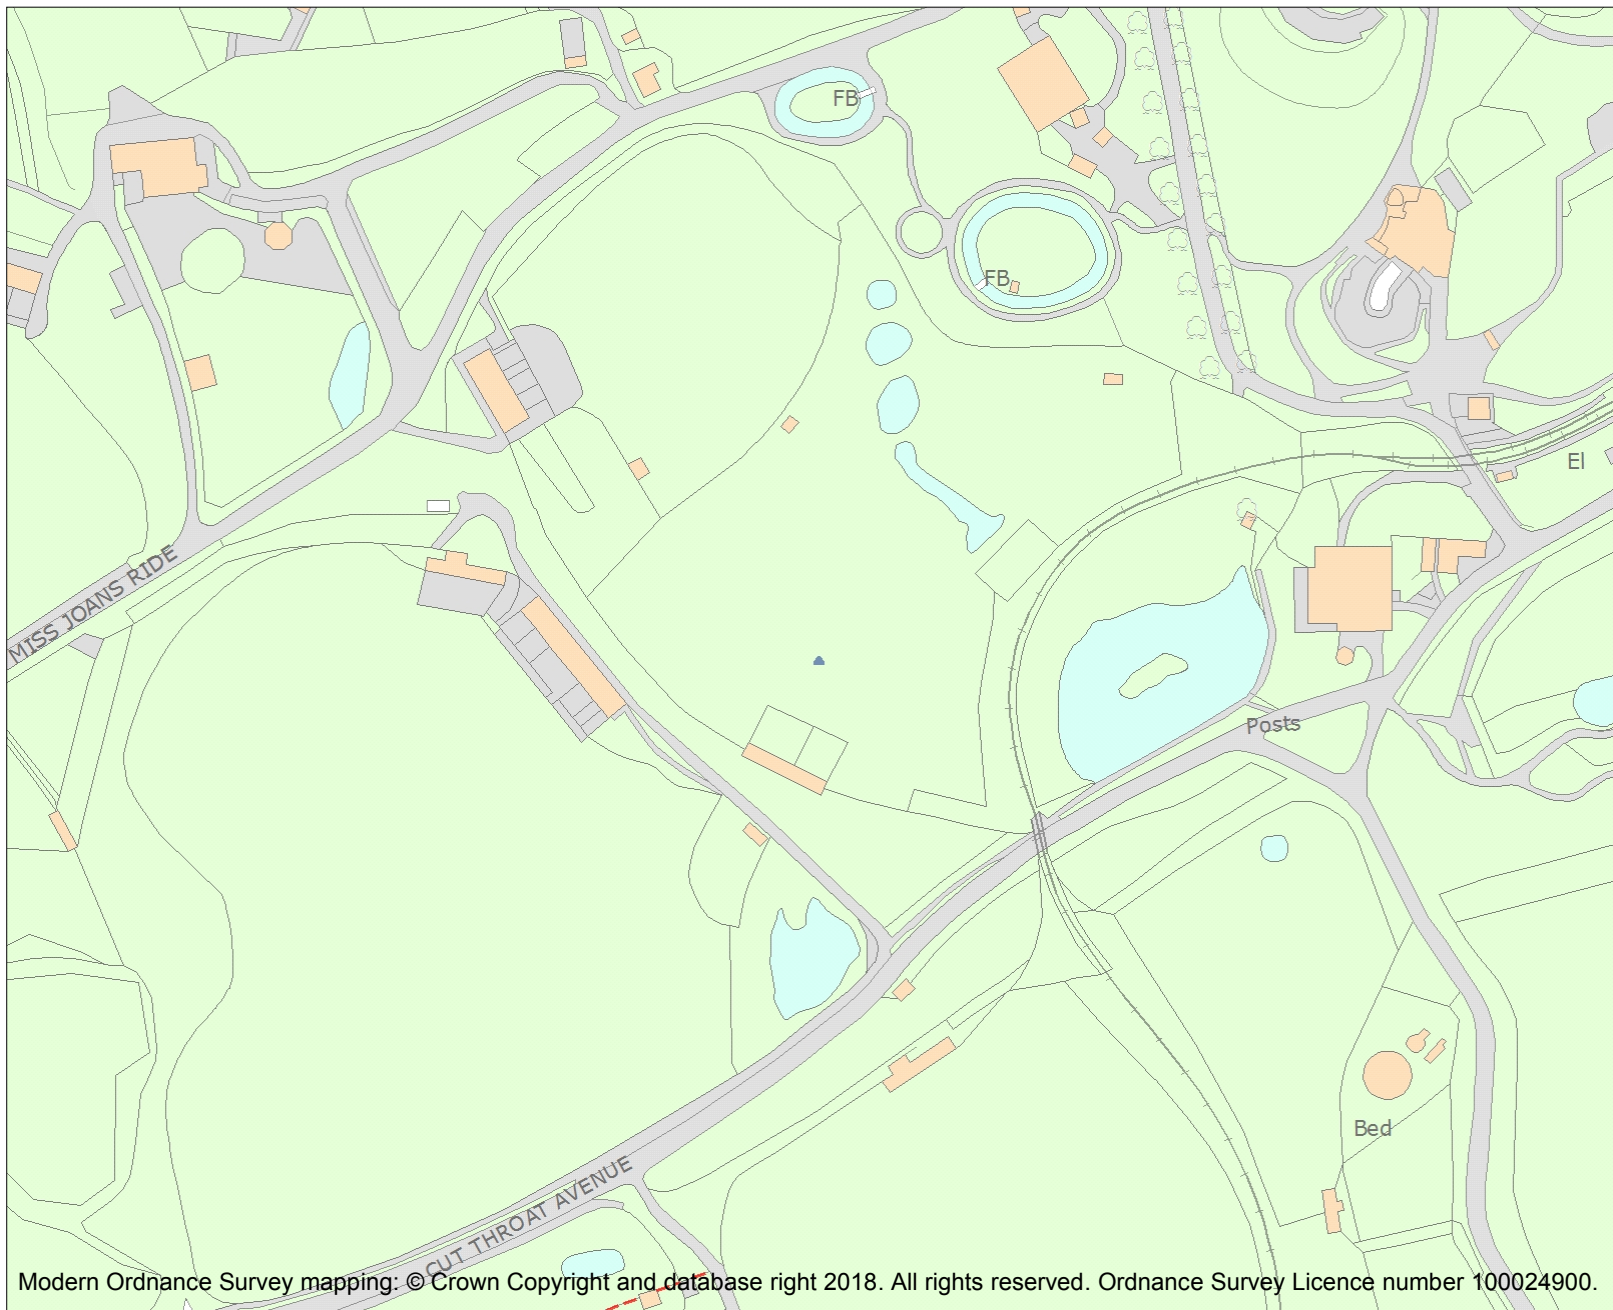 FB
FB
El
MISS JOANS RIDE
Posts
Bed
CUT THROAT AVENUE
Modern Ordnance Survey mapping: © Crown Copyright and database right 2018. All rights reserved. Ordnance Survey Licence number 100024900.